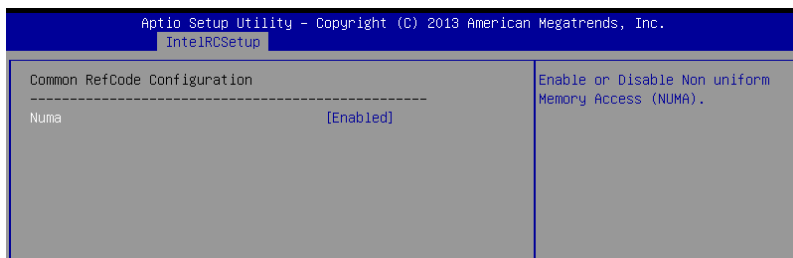 Aptio Setup Utility – Copyright (C) 2013 American Megatrends, Inc.
IntelRCSetup
Common RefCode Configuration
-------------------------------------------------
Numa [Enabled]
Enable or Disable Non uniform
Memory Access (NUMA).